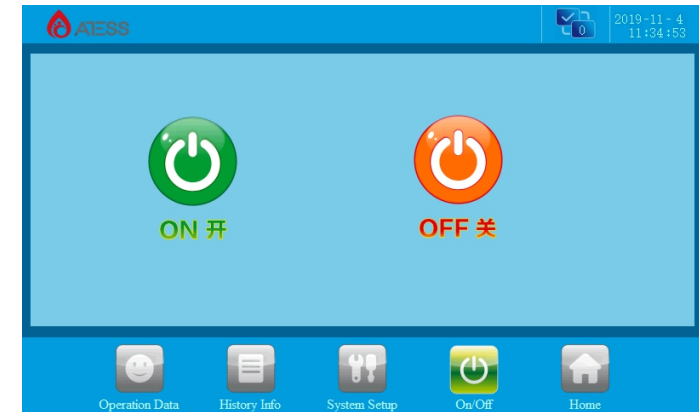 ATESS
0
2019-11- 4
11:34:53
ON 开
OFF 关
Operation Data
History Info
System Setup
On/Off
Home